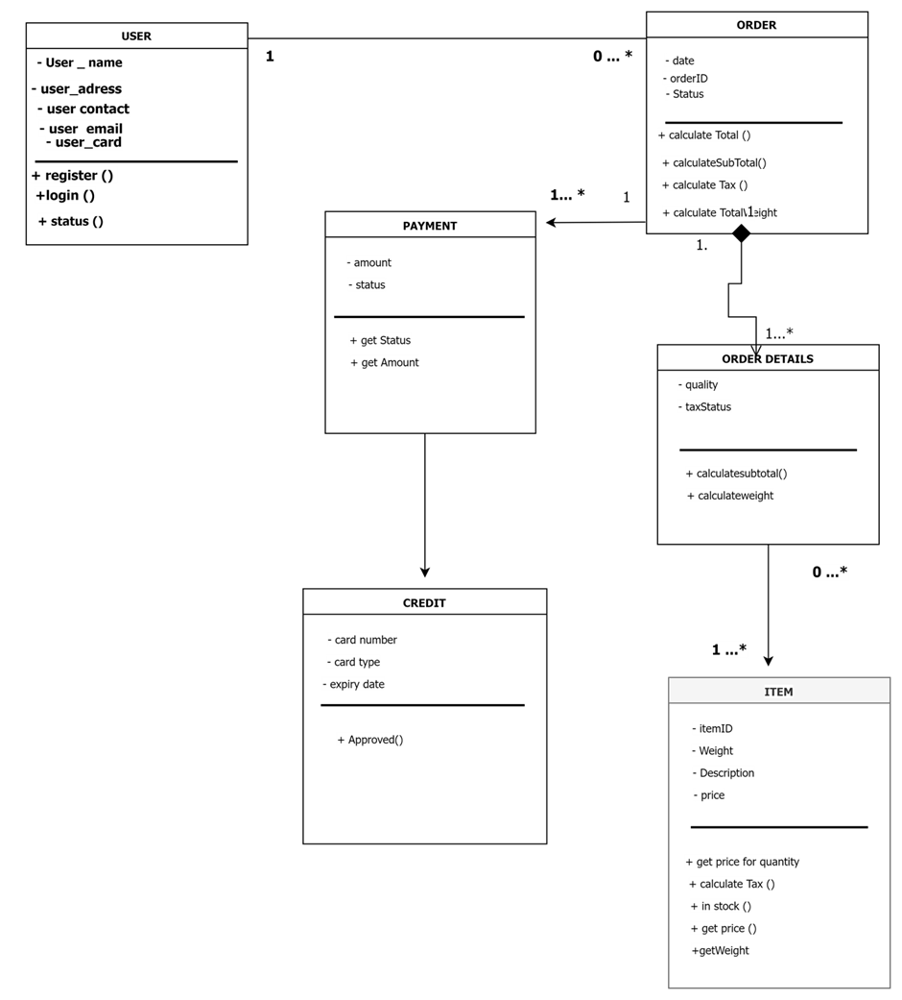 USER
- User _ name
- user_adress
- user contact
- user_email
- user_card
+ register ()
+login ()
+ status ()
1
0 ... *
ORDER
- date
- orderID
- Status
+ calculate Total ()
+ calculateSubTotal()
+ calculate Tax ()
+ calculate Total
1
1.
1... *
1
PAYMENT
- amount
- status
+ get Status
+ get Amount
1...*
ORDER DETAILS
- quality
- taxStatus
+ calculatesubtotal()
+ calculateweight
0 ...*
1 ...*
CREDIT
- card number
- card type
- expiry date
+ Approved()
ITEM
- itemID
- Weight
- Description
- price
+ get price for quantity
+ calculate Tax ()
+ in stock ()
+ get price ()
+getWeight